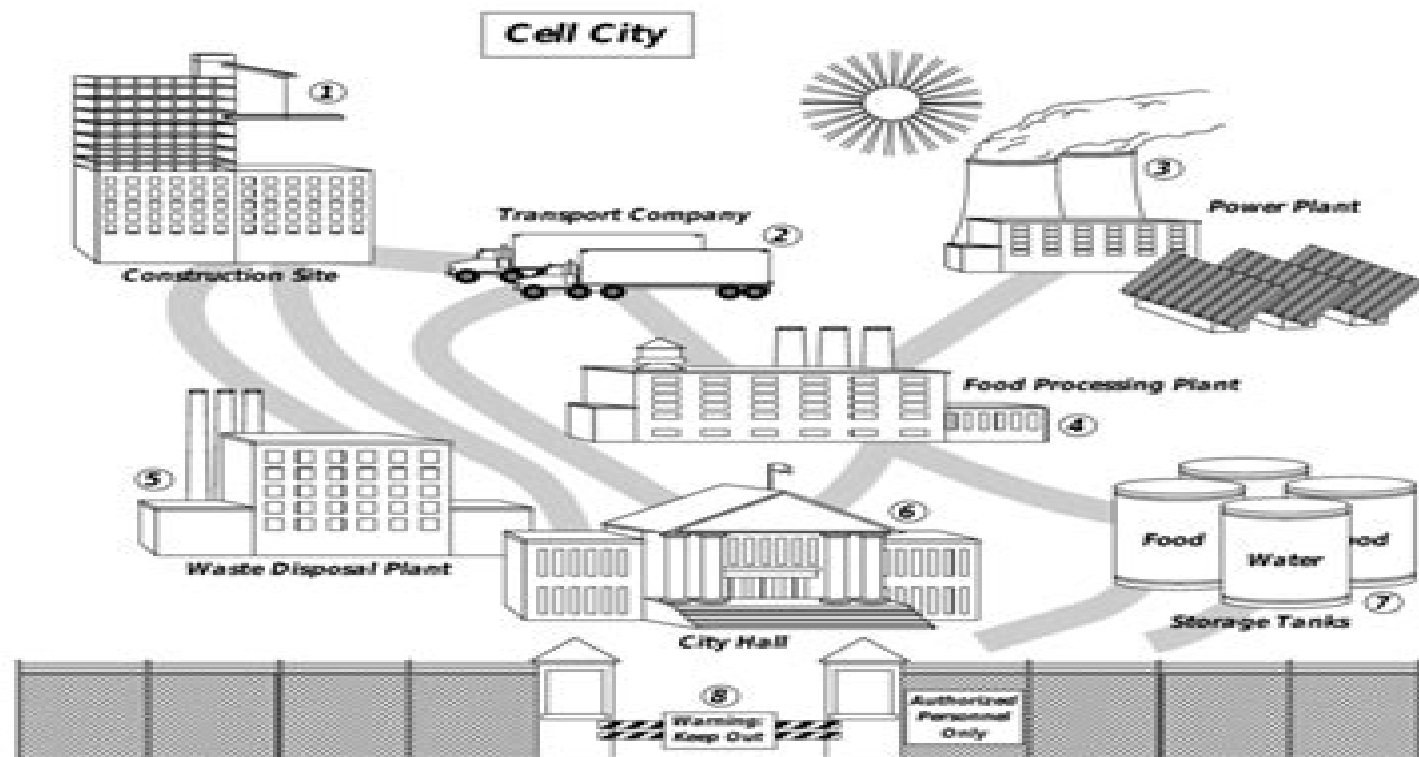 Cell City
1
3
Power Plant
Transport Company
2
Construction Site
Food Processing Plant
4
5
6
Food
ood
Water
7
Waste Disposal Plant
Storage Tanks
City Hall
8
Warning:
Keep Out
Authorized
Personnel
Only